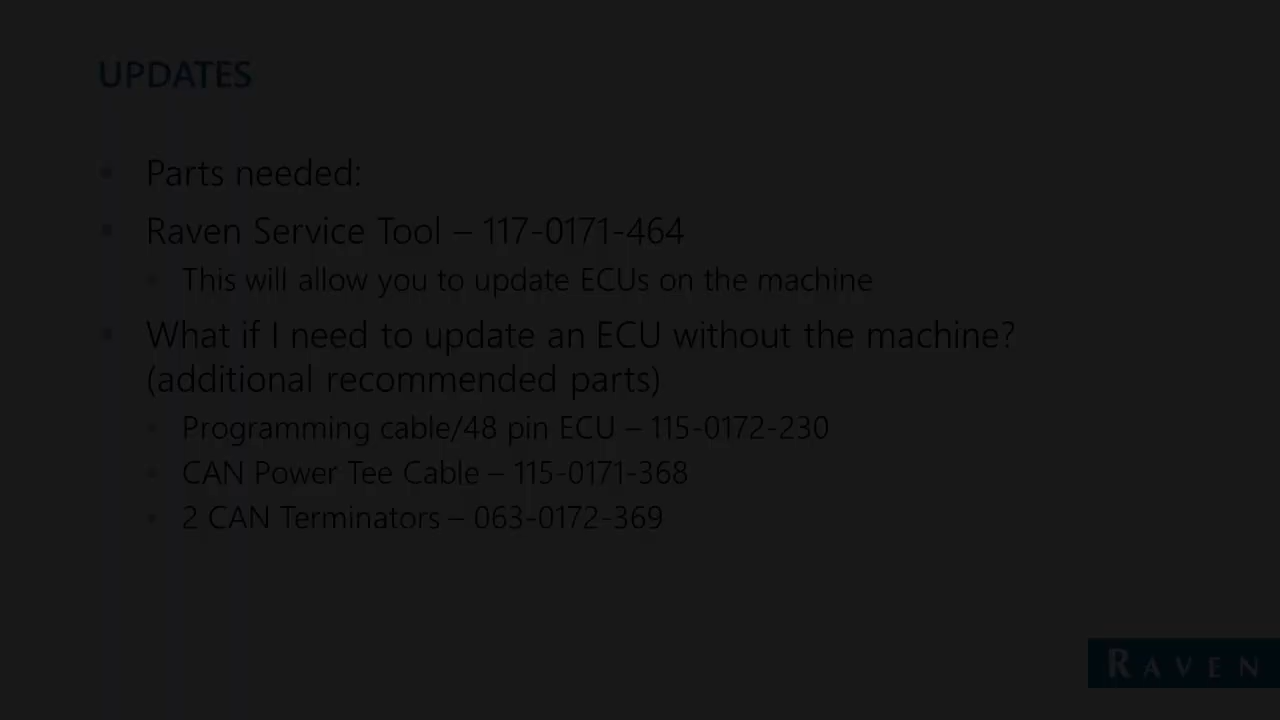 UPDATES
Parts needed:
Raven Service Tool – 117-0171-464
This will allow you to update ECUs on the machine
What if I need to update an ECU without the machine?
(additional recommended parts)
Programming cable/48 pin ECU – 115-0172-230
CAN Power Tee Cable – 115-0171-368
2 CAN Terminators – 063-0172-369
RAVEN